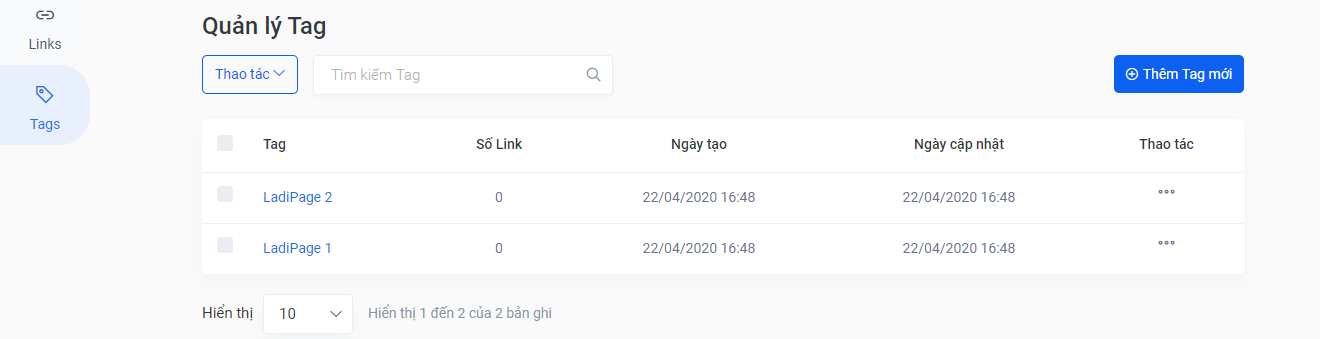 Links
Tags
Quản lý Tag
Thao tác
Tìm kiếm Tag
Thêm Tag mới
Tag Số Link Ngày tạo Ngày cập nhật Thao tác
LadiPage 2 0 22/04/2020 16:48 22/04/2020 16:48
LadiPage 1 0 22/04/2020 16:48 22/04/2020 16:48
Hiển thị 10 Hiển thị 1 đến 2 của 2 bản ghi